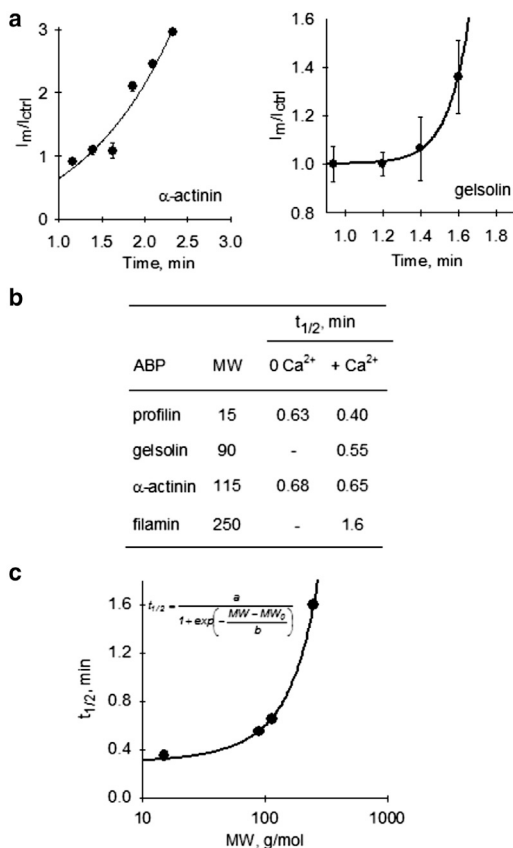 a
3
2
1
0
Im/Ictrl
1.0 1.5 2.0 2.5 3.0
Time, min
α-actinin
1.6
1.4
1.2
1.0
0.8
Im/Ictrl
1.0 1.2 1.4 1.6
Time, min
gelsolin
b
t1/2, min
ABP MW 0 Ca2+ + Ca2+
profilin 15 0.63 0.40
gelsolin 90 - 0.55
α-actinin 115 0.68 0.65
filamin 250 - 1.6
c
1.6
1.2
0.8
0.4
0.0
t1/2, min
t1/2 = a / 1+exp(-MW-MW0/b)
10 100 1000
MW, g/mol